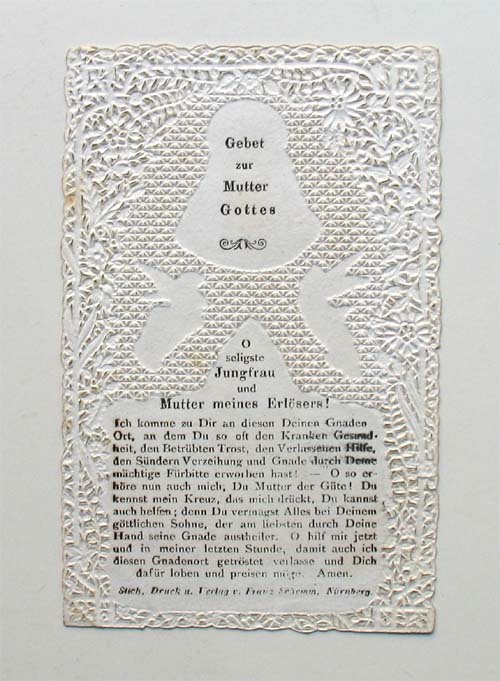 Gebet
zur
Mutter
Gottes
O
seligste
Jungfrau
und
Mutter meines Erlösers!
Ich komme zu Dir an diesen Deinen Gnaden
Ort, an dem Du so oft den Kranken Gesund-
heit, den Betrübten Trost, den Verlassenen Hilfe,
den Sündern Verzeihung und Gnade durch Deine
mächtige Fürbitte erworben hast! — O so er-
höre nun auch mich, Du Mutter der Güte! Du
kennst mein Kreuz, das mich drückt, Du kannst
auch helfen; denn Du vermagst Alles bei Deinem
göttlichen Sohne, der am liebsten durch Deine
Hand seine Gnade austheilet. O hilf mir jetzt
und in meiner letzten Stunde, damit auch ich
diesen Gnadenort getröstet verlasse und Dich
dafür loben und preisen möge. Amen.
Stich, Druck u. Verlag v. Franz Schemm, Nürnberg.